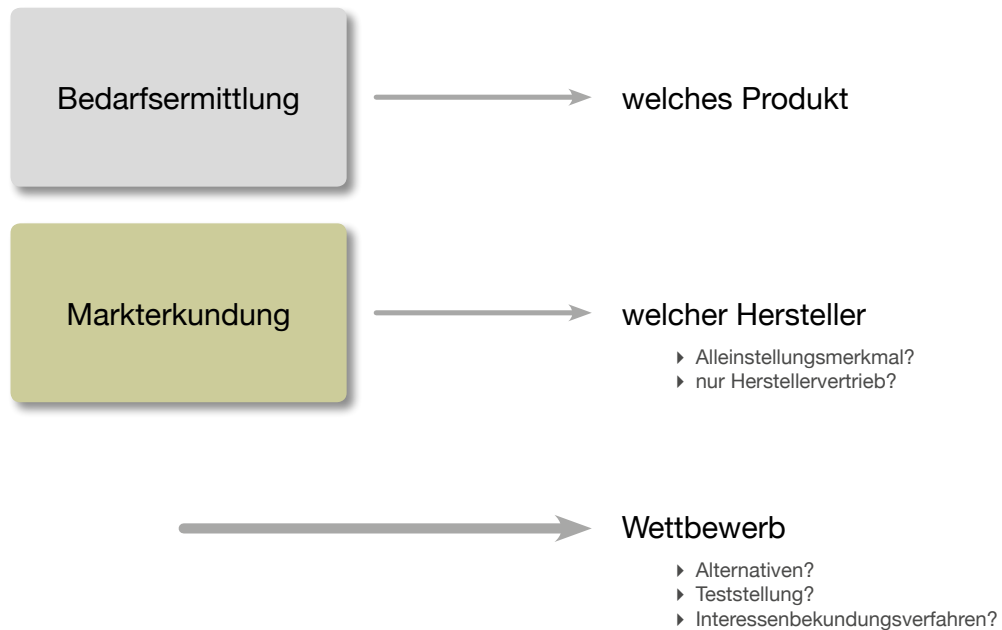 Bedarfsermittlung
welches Produkt
Markterkundung
welcher Hersteller
Alleinstellungsmerkmal?
nur Herstellervertrieb?
Wettbewerb
Alternativen?
Teststellung?
Interessenbekundungsverfahren?